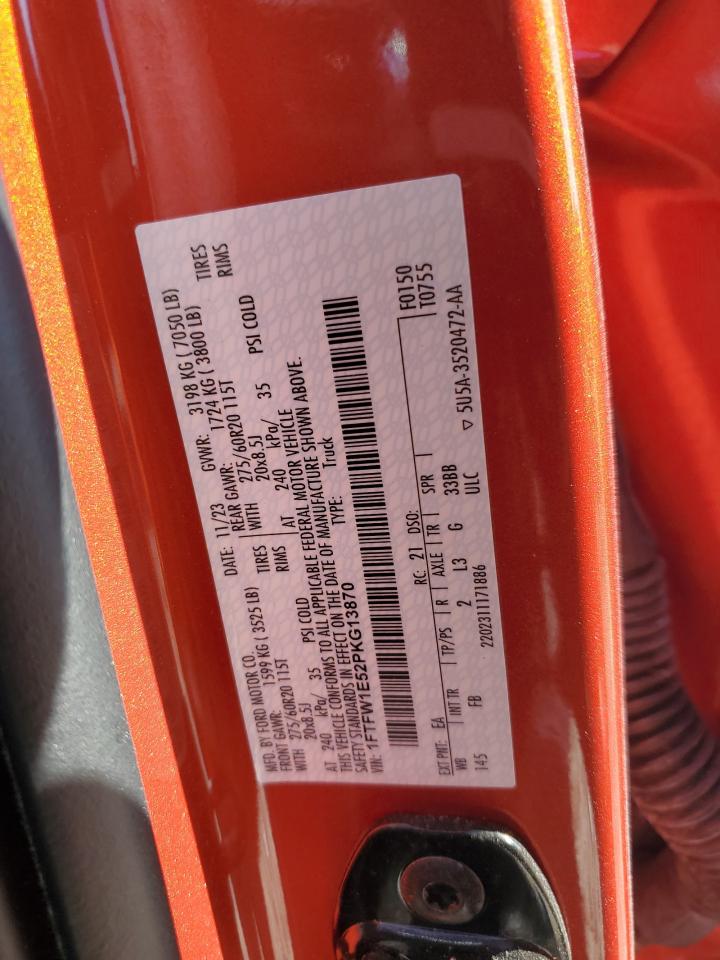 MFD. BY FORD MOTOR CO. DATE: 11/23 GVWR: 3198 KG ( 7050 LB)
FRONT GAWR: 1599 KG ( 3525 LB) REAR GAWR: 1724 KG ( 3800 LB)
WITH 275/60R20 115T TIRES WITH 275/60R20 115T TIRES
20x8.5J RIMS 20x8.5J RIMS
AT 240 kPa/ 35 PSI COLD AT 240 kPa/ 35 PSI COLD
THIS VEHICLE CONFORMS TO ALL APPLICABLE FEDERAL MOTOR VEHICLE
SAFETY STANDARDS IN EFFECT ON THE DATE OF MANUFACTURE SHOWN ABOVE.
VIN: 1FTFW1E52PKG13870 TYPE: Truck
F0150
T0755
EXT PNT: EA RC: 21 DSO:
WB INT TR TP/PS R AXLE TR SPR
145 FB 2 L3 G 33BB
2202311171886 ULC
▽ 5U5A-3520472-AA